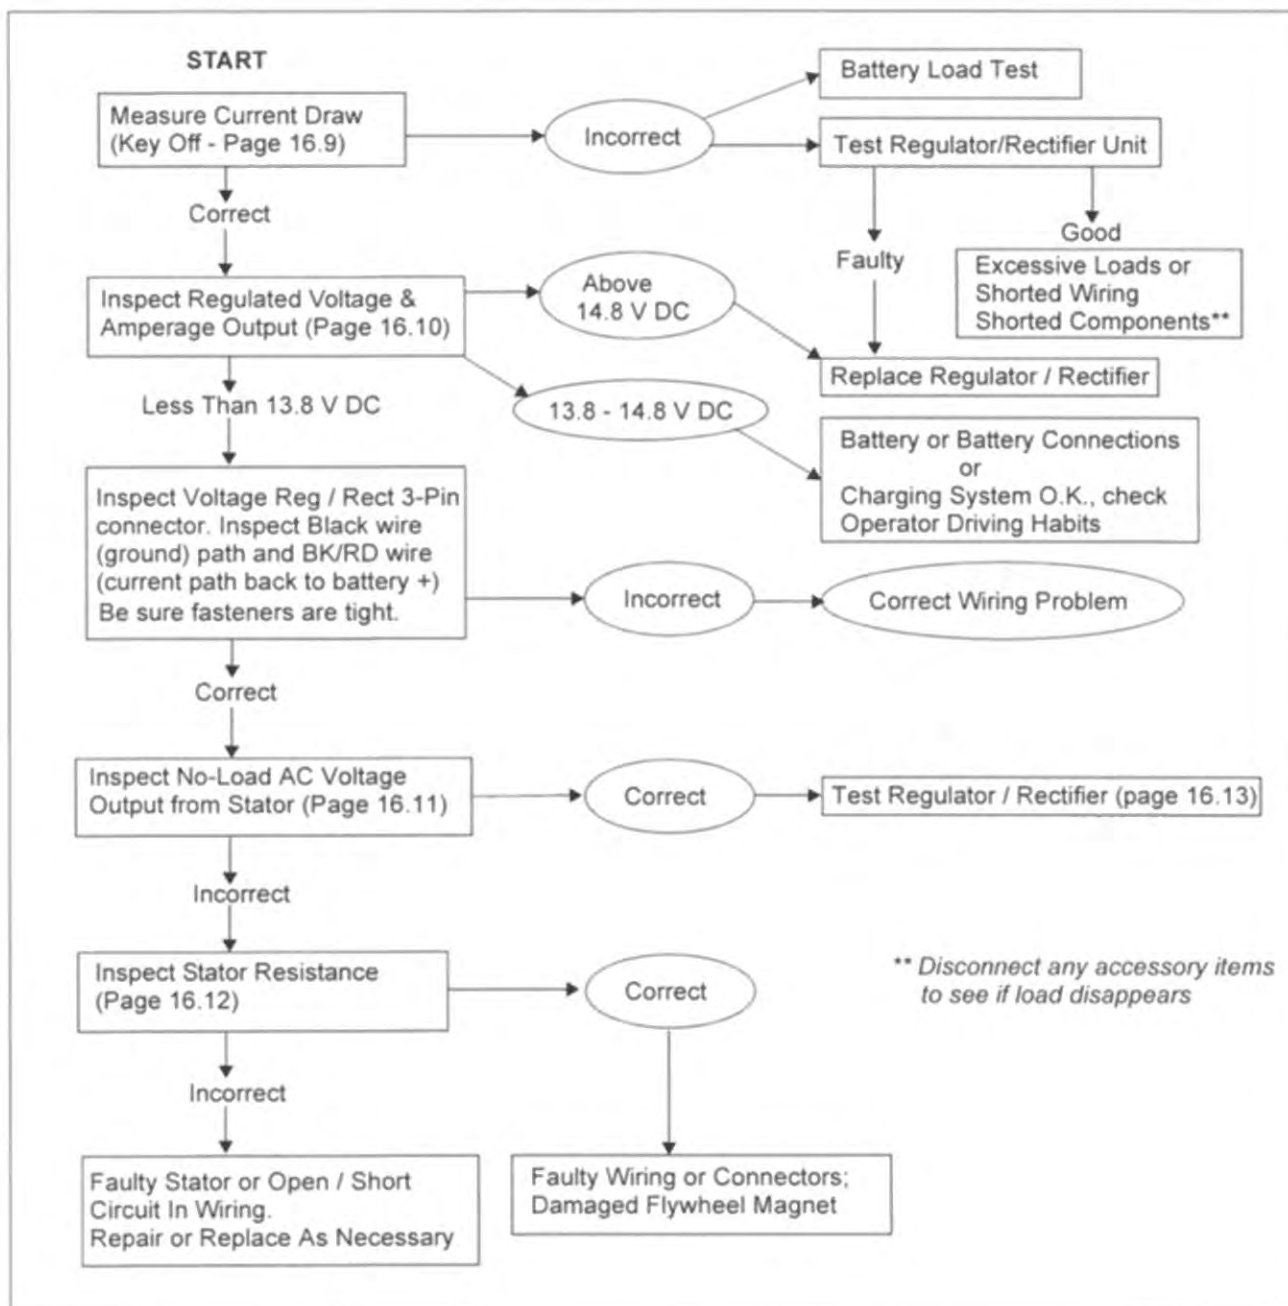 START
Measure Current Draw
(Key Off - Page 16.9)
Incorrect
Battery Load Test
Test Regulator/Rectifier Unit
Correct
Faulty
Good
Excessive Loads or
Shorted Wiring
Shorted Components**
Inspect Regulated Voltage &
Amperage Output (Page 16.10)
Above
14.8 V DC
Replace Regulator / Rectifier
Less Than 13.8 V DC
13.8 - 14.8 V DC
Battery or Battery Connections
or
Charging System O.K., check
Operator Driving Habits
Inspect Voltage Reg / Rect 3-Pin
connector. Inspect Black wire
(ground) path and BK/RD wire
(current path back to battery +)
Be sure fasteners are tight.
Incorrect
Correct Wiring Problem
Correct
Inspect No-Load AC Voltage
Output from Stator (Page 16.11)
Correct
Test Regulator / Rectifier (page 16.13)
Incorrect
Inspect Stator Resistance
(Page 16.12)
Correct
** Disconnect any accessory items
to see if load disappears
Incorrect
Faulty Stator or Open / Short
Circuit In Wiring.
Repair or Replace As Necessary
Faulty Wiring or Connectors;
Damaged Flywheel Magnet